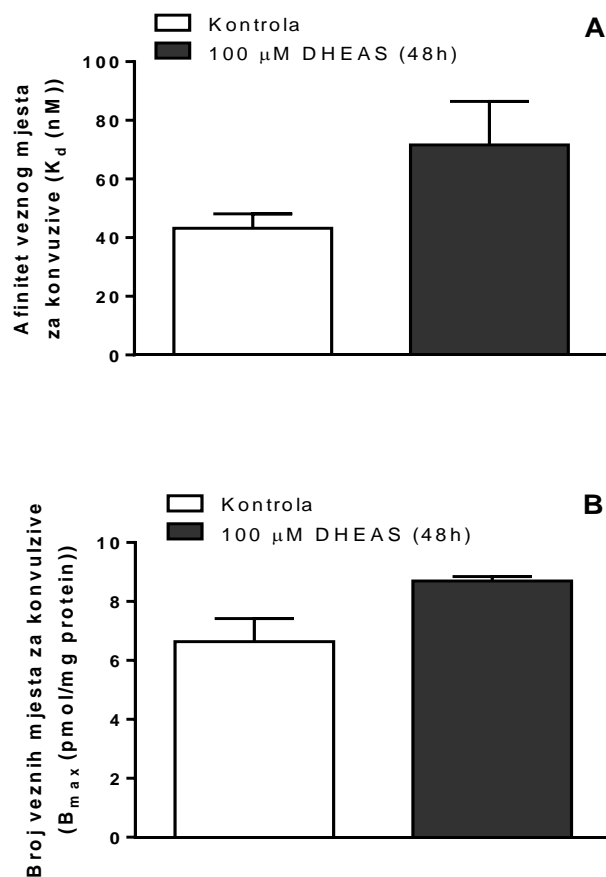 Kontrola
100 μM DHEAS (48h)
A
Afinitet veznog mjesta
za konvuzive (Kd (nM))
100
80
60
40
20
0
Kontrola
100 μM DHEAS (48h)
B
Broj veznih mjesta za konvulzive
(Bmax (pmol/mg protein))
10
8
6
4
2
0